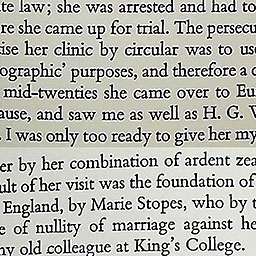 te law; she was arrested and had to
re she came up for trial. The persecu
ise her clinic by circular was to us
ographic' purposes, and therefore a c
mid-twenties she came over to Eu
ause, and saw me as well as H. G. W
. I was only too ready to give her my
er by her combination of ardent zea
ult of her visit was the foundation of
England, by Marie Stopes, who by t
e of nullity of marriage against he
ny old colleague at King's College.